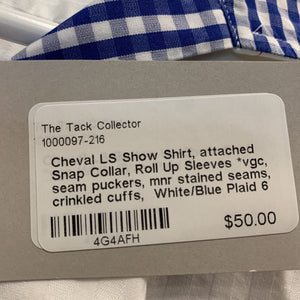 The Tack Collector
1000097-216
Cheval LS Show Shirt, attached
Snap Collar, Roll Up Sleeves *vgc,
seam puckers, mnr stained seams,
crinkled cuffs, White/Blue Plaid 6
$50.00
4G4AFH